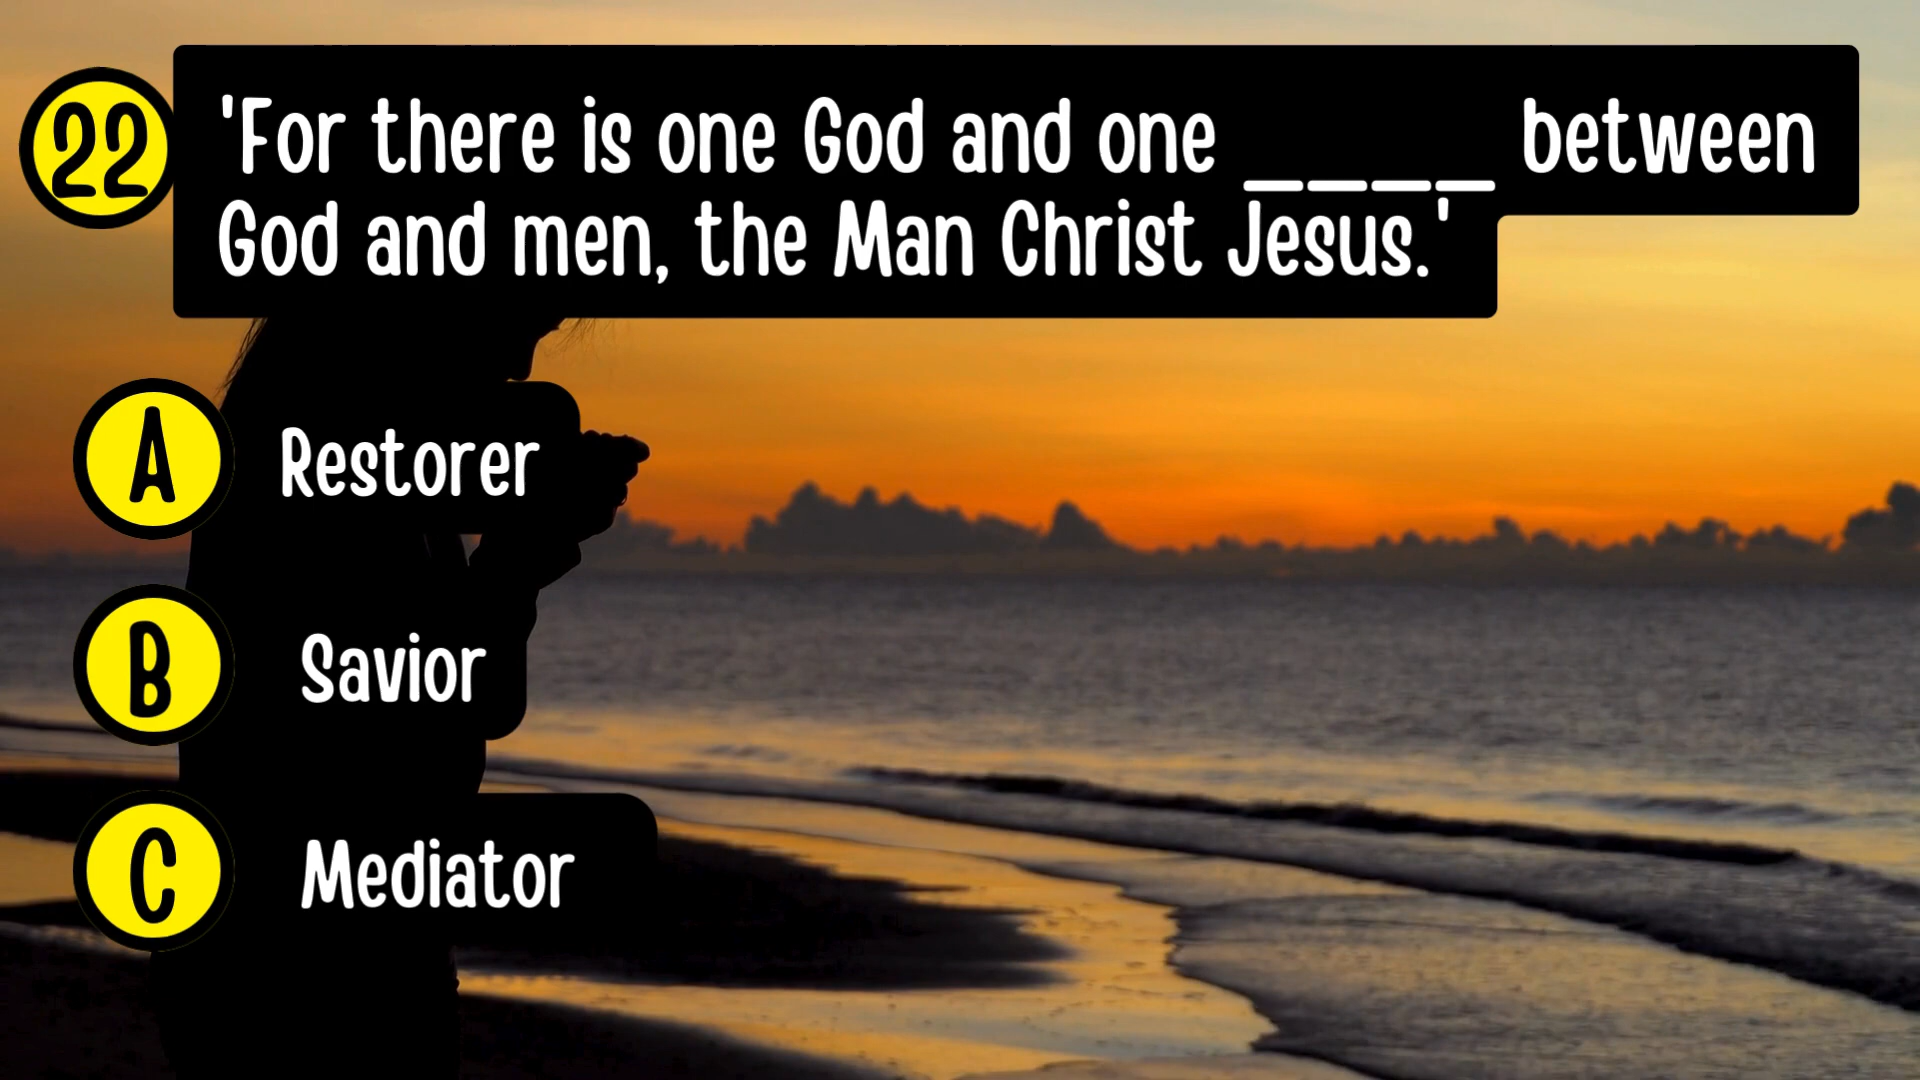 22
'For there is one God and one ____ between
God and men, the Man Christ Jesus.'
A Restorer
B Savior
C Mediator